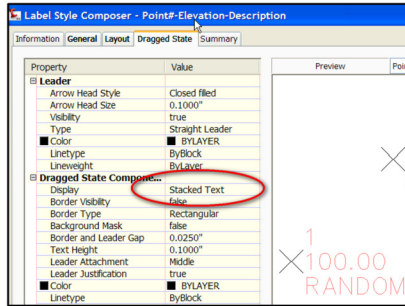 Label Style Composer - Point#-Elevation-Description
Information General Layout Dragged State Summary
Property Value Preview
Leader
Arrow Head Style Closed filled
Arrow Head Size 0.1000"
Visibility true
Type Straight Leader
Color BYLAYER
Linetype ByBlock
Lineweight ByLayer
Dragged State Compone...
Display Stacked Text
Border Visibility false
Border Type Rectangular
Background Mask false
Border and Leader Gap 0.0250"
Text Height 0.1000"
Leader Attachment Middle
Leader Justification true
Color BYLAYER
Linetype ByBlock
1
100.00
RANDOM